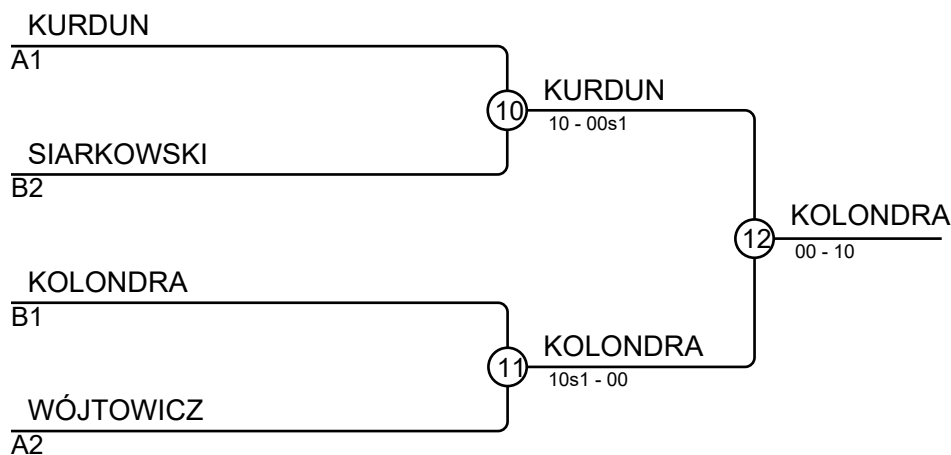 KURDUN
A1
10
KURDUN
10 - 00s1
SIARKOWSKI
B2
12
KOLONDRA
00 - 10
KOLONDRA
B1
11
KOLONDRA
10s1 - 00
WÓJTOWICZ
A2